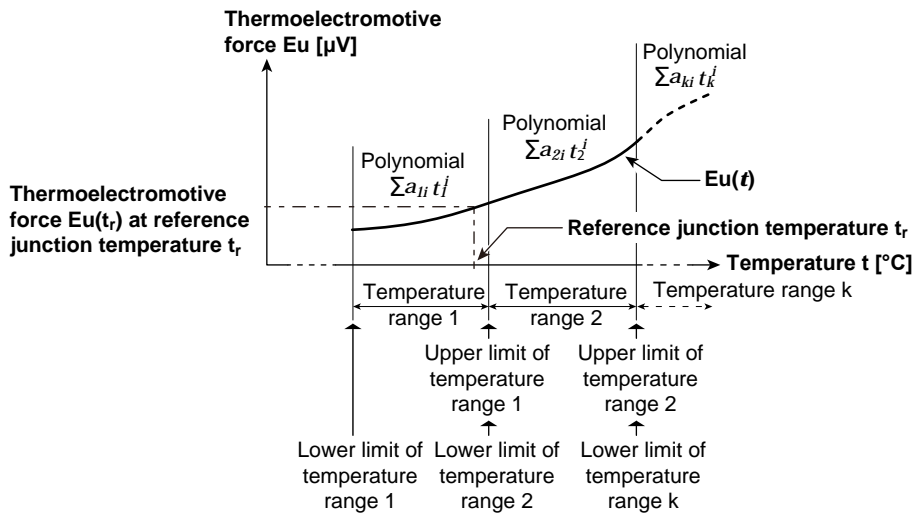 Thermoelectromotive
force Eu [µV]
Polynomial
∑a_ki t_k^i
Polynomial
∑a_2i t_2^i
Polynomial
∑a_1i t_1^i
Eu(t)
Thermoelectromotive
force Eu(t_r) at reference
junction temperature t_r
Reference junction temperature t_r
Temperature t [°C]
Temperature
range 1
Temperature
range 2
Temperature range k
Upper limit of
temperature
range 1
Upper limit of
temperature
range 2
Lower limit of
temperature
range 1
Lower limit of
temperature
range 2
Lower limit of
temperature
range k